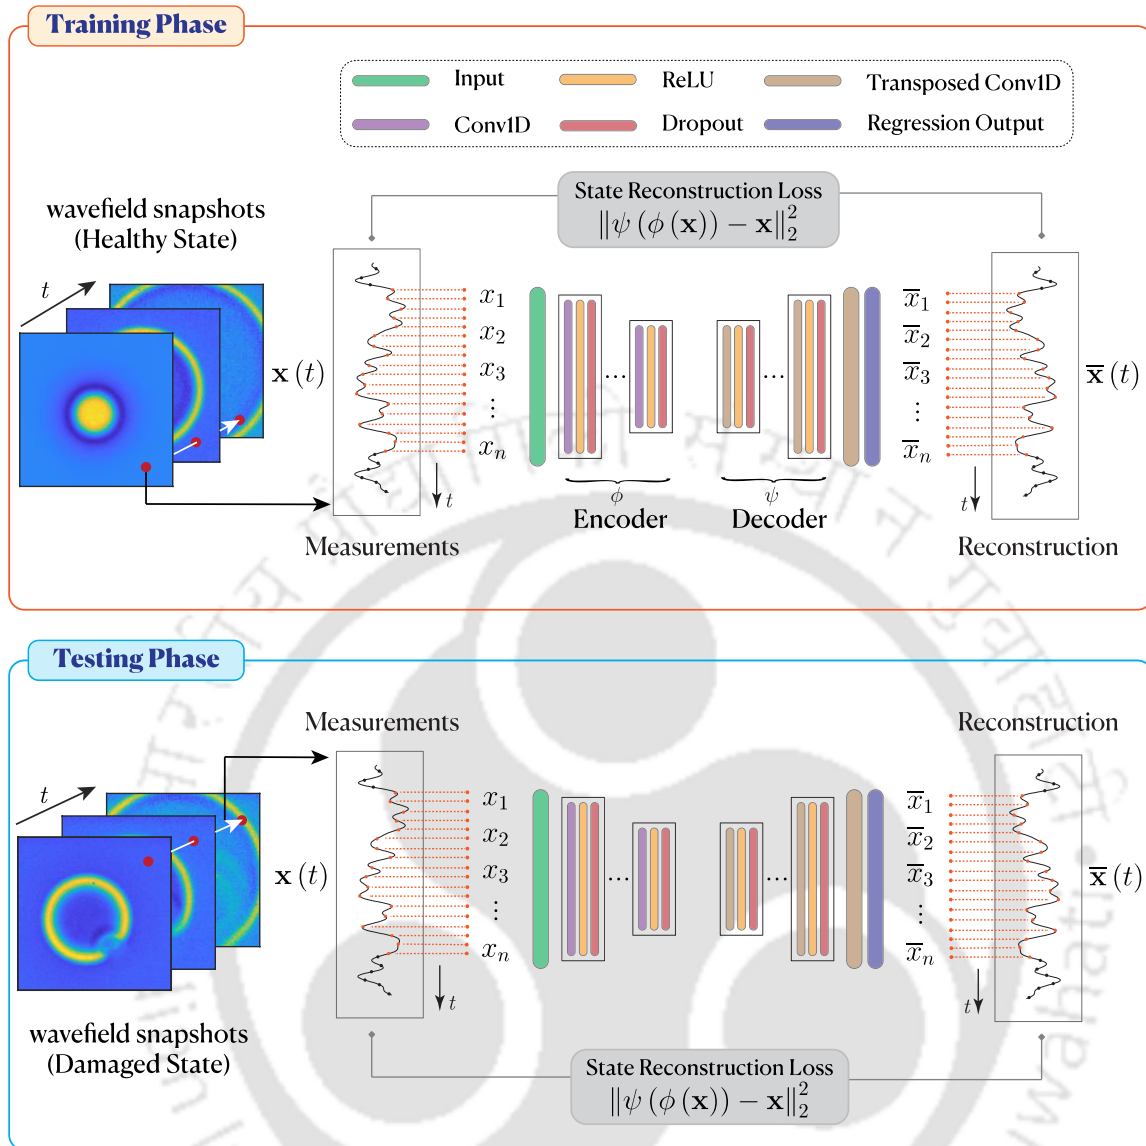 Training Phase
Input
ReLU
Transposed Conv1D
Conv1D
Dropout
Regression Output
State Reconstruction Loss
‖ψ (ϕ (x)) − x‖₂²
wavefield snapshots
(Healthy State)
t
x (t)
x₁
x₂
x₃
⋮
xₙ
t
...
...
x̅₁
x̅₂
x̅₃
⋮
x̅ₙ
t
x̅ (t)
ϕ
ψ
Encoder
Decoder
Measurements
Reconstruction
Testing Phase
Measurements
Reconstruction
t
x (t)
x₁
x₂
x₃
⋮
xₙ
t
...
...
x̅₁
x̅₂
x̅₃
⋮
x̅ₙ
t
x̅ (t)
wavefield snapshots
(Damaged State)
State Reconstruction Loss
‖ψ (ϕ (x)) − x‖₂²